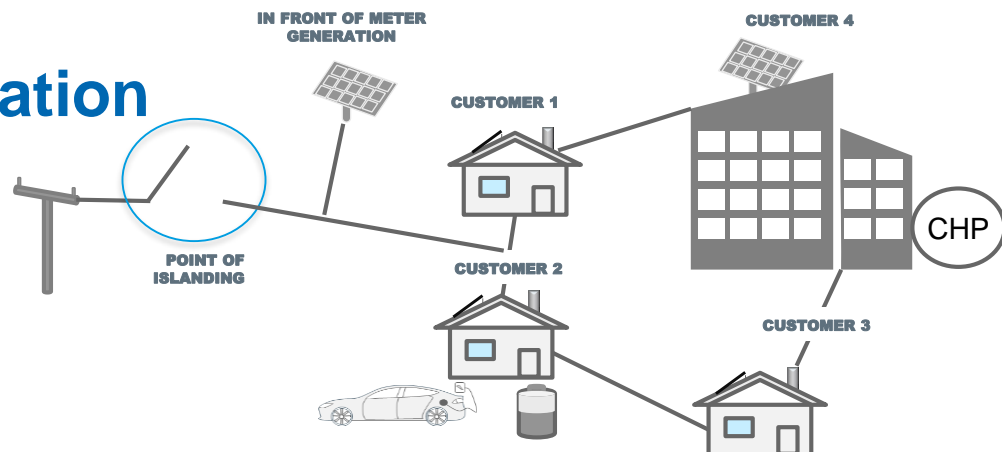 IN FRONT OF METER
GENERATION
CUSTOMER 4
ation
CUSTOMER 1
POINT OF
ISLANDING
CUSTOMER 2
CHP
CUSTOMER 3